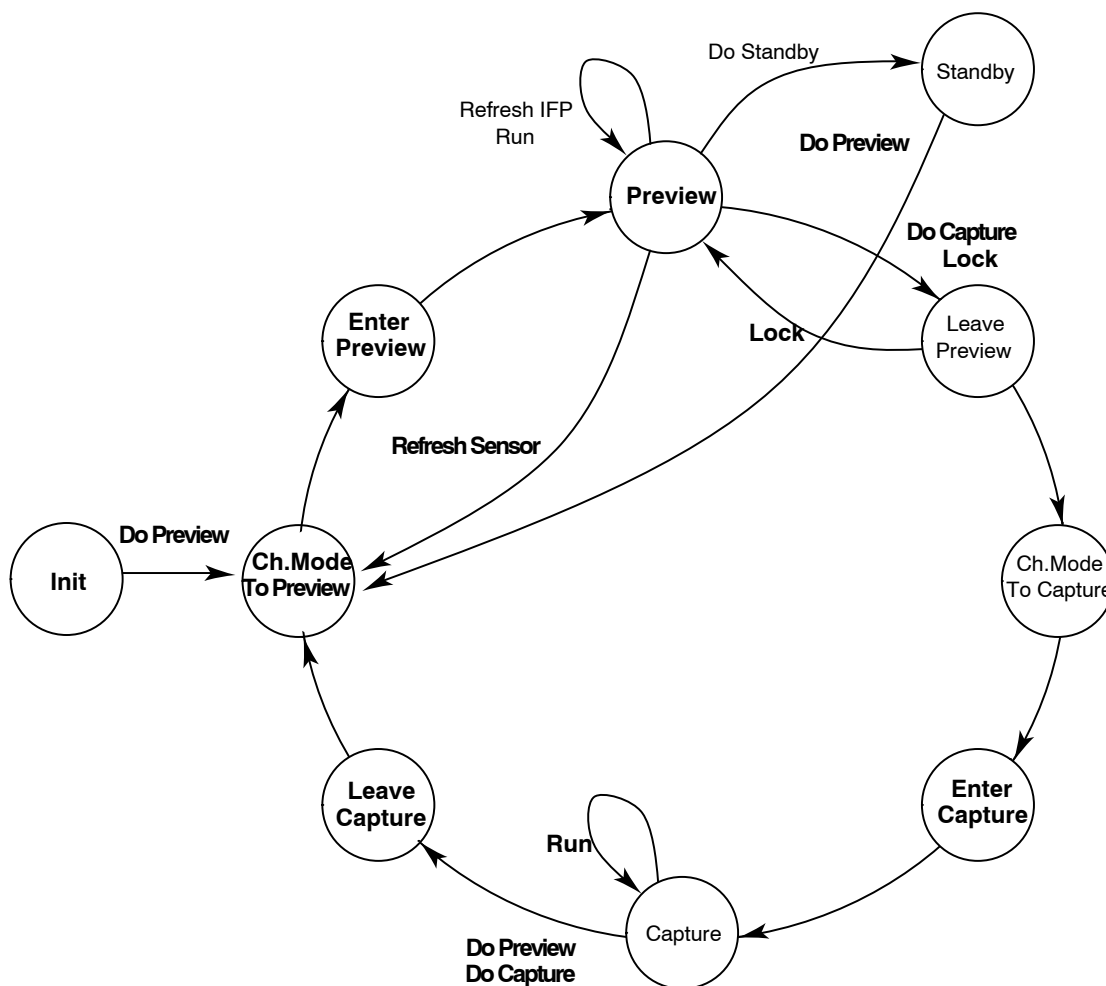 Do Standby
Standby
Refresh IFP
Run
Do Preview
Preview
Do Capture
Lock
Enter
Preview
Lock
Leave
Preview
Refresh Sensor
Do Preview
Init
Ch.Mode
To Preview
Ch.Mode
To Capture
Leave
Capture
Run
Enter
Capture
Capture
Do Preview
Do Capture